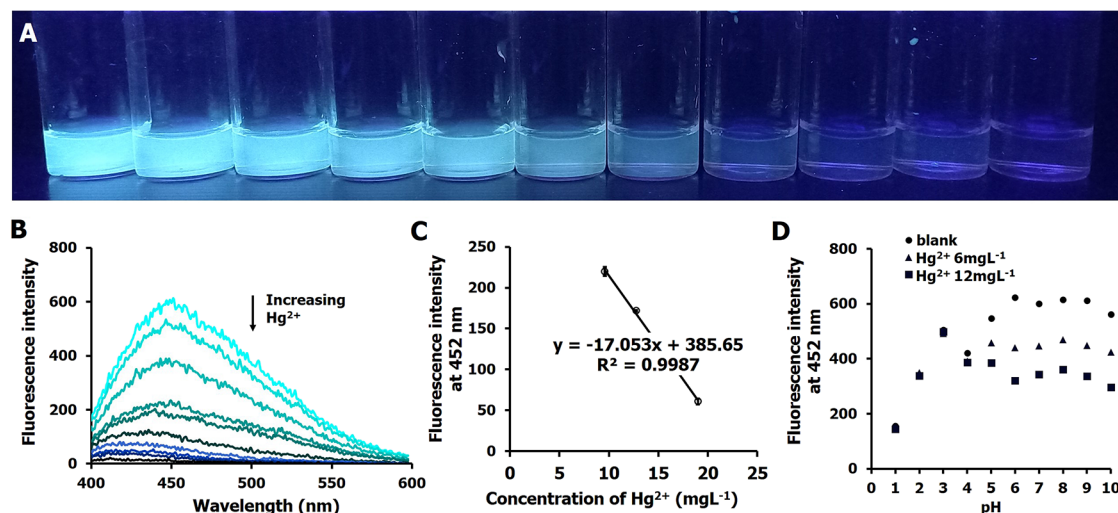 A
B
Fluorescence intensity
800
600
400
200
0
Increasing
Hg²⁺
400
450
500
550
600
Wavelength (nm)
C
Fluorescence intensity
at 452 nm
250
200
150
100
50
0
y = -17.053x + 385.65
R² = 0.9987
0
5
10
15
20
25
Concentration of Hg²⁺ (mgL⁻¹)
D
blank
Hg²⁺ 6mgL⁻¹
Hg²⁺ 12mgL⁻¹
Fluorescence intensity
at 452 nm
800
600
400
200
0
0 1 2 3 4 5 6 7 8 9 10
pH